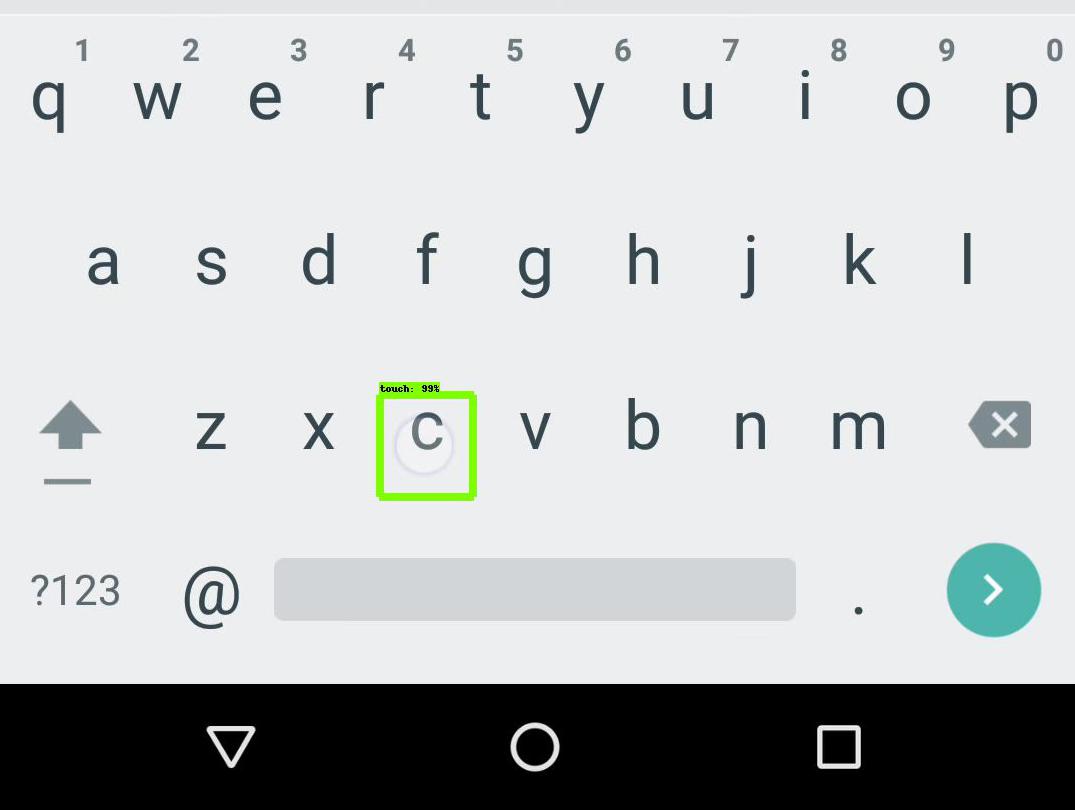 1 2 3 4 5 6 7 8 9 0
q w e r t y u i o p
a s d f g h j k l
touch: 99%
z x c v b n m
?123 @ .